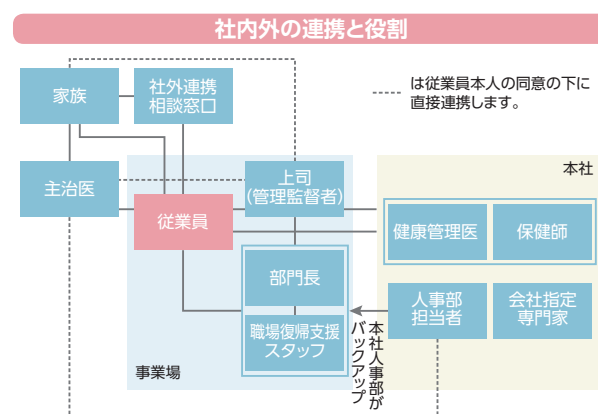 社内外の連携と役割
は従業員本人の同意の下に
直接連携します。
家族
社外連携
相談窓口
主治医
上司
(管理監督者)
本社
従業員
健康管理医
保健師
部門長
人事部
担当者
会社指定
専門家
職場復帰支援
スタッフ
本社人事部が
バックアップ
事業場